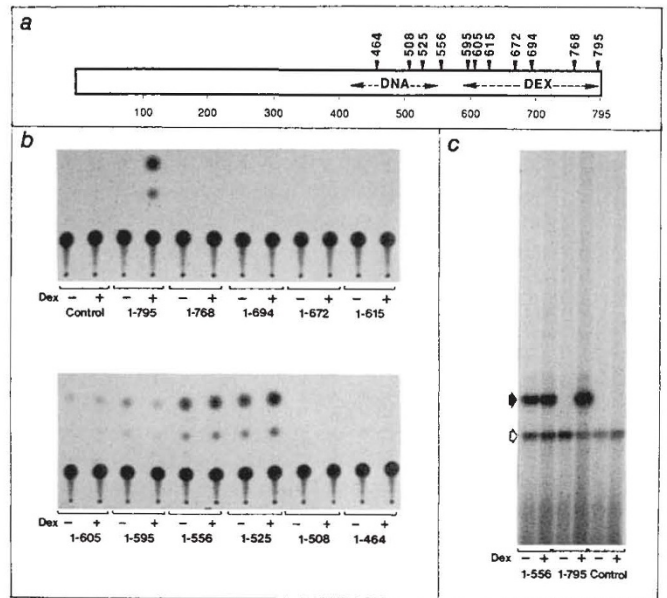 a
464 508 525 556 595 605 615 672 694 768 795
DNA DEX
100 200 300 400 500 600 700 795
b
Dex − + − + − + − + − + − +
Control 1-795 1-768 1-694 1-672 1-615
Dex − + − + − + − + − + − +
1-605 1-595 1-556 1-525 1-508 1-464
c
Dex − + − + − +
1-556 1-795 Control